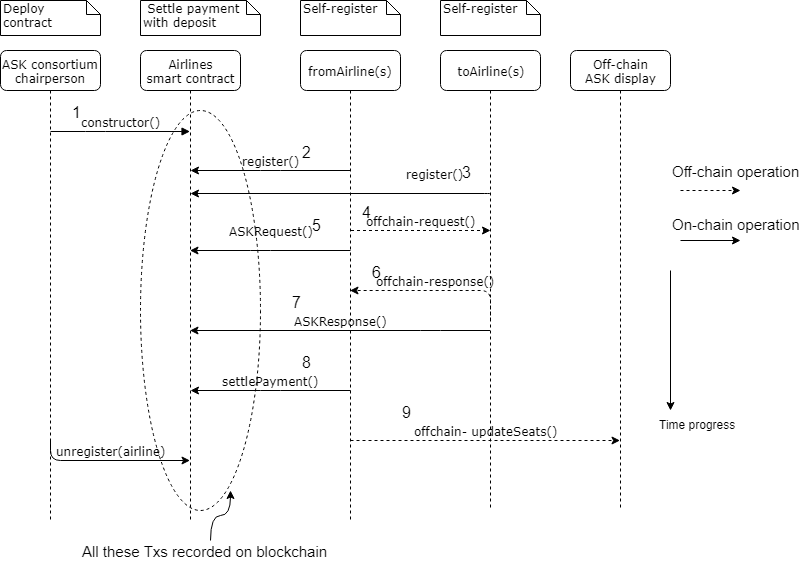 Deploy
contract
Settle payment
with deposit
Self-register
Self-register
ASK consortium
chairperson
Airlines
smart contract
fromAirline(s)
toAirline(s)
Off-chain
ASK display
1
constructor()
register()
2
register()
3
Off-chain operation
4
offchain-request()
ASKRequest()
5
On-chain operation
6
offchain-response()
7
ASKResponse()
8
settlePayment()
9
offchain- updateSeats()
Time progress
unregister(airline)
All these Txs recorded on blockchain